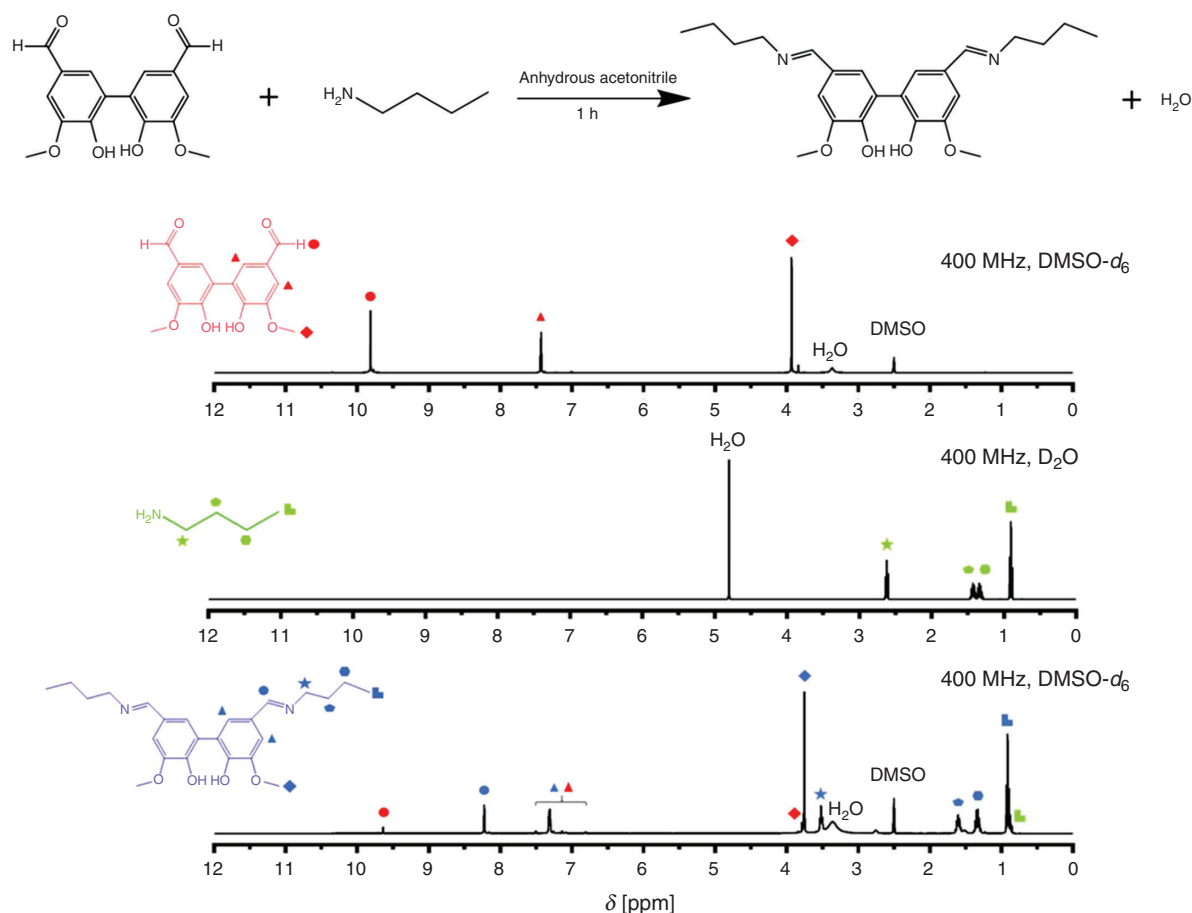 O O
H H
+ H₂N Anhydrous acetonitrile N N + H₂O
1 h
O OH HO O O OH HO O
O O
H H
400 MHz, DMSO-d₆
O OH HO O
H₂O DMSO
12 11 10 9 8 7 6 5 4 3 2 1 0
H₂O
400 MHz, D₂O
H₂N
12 11 10 9 8 7 6 5 4 3 2 1 0
400 MHz, DMSO-d₆
N N
O OH HO O
DMSO
H₂O
12 11 10 9 8 7 6 5 4 3 2 1 0
δ [ppm]